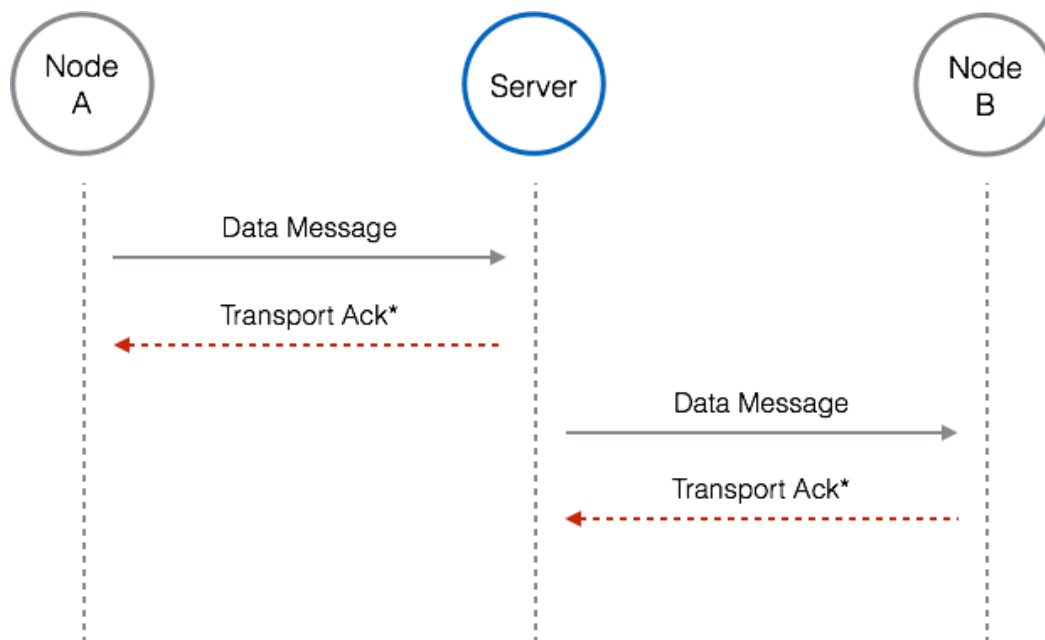 Node
A
Server
Node
B
Data Message
Transport Ack*
Data Message
Transport Ack*